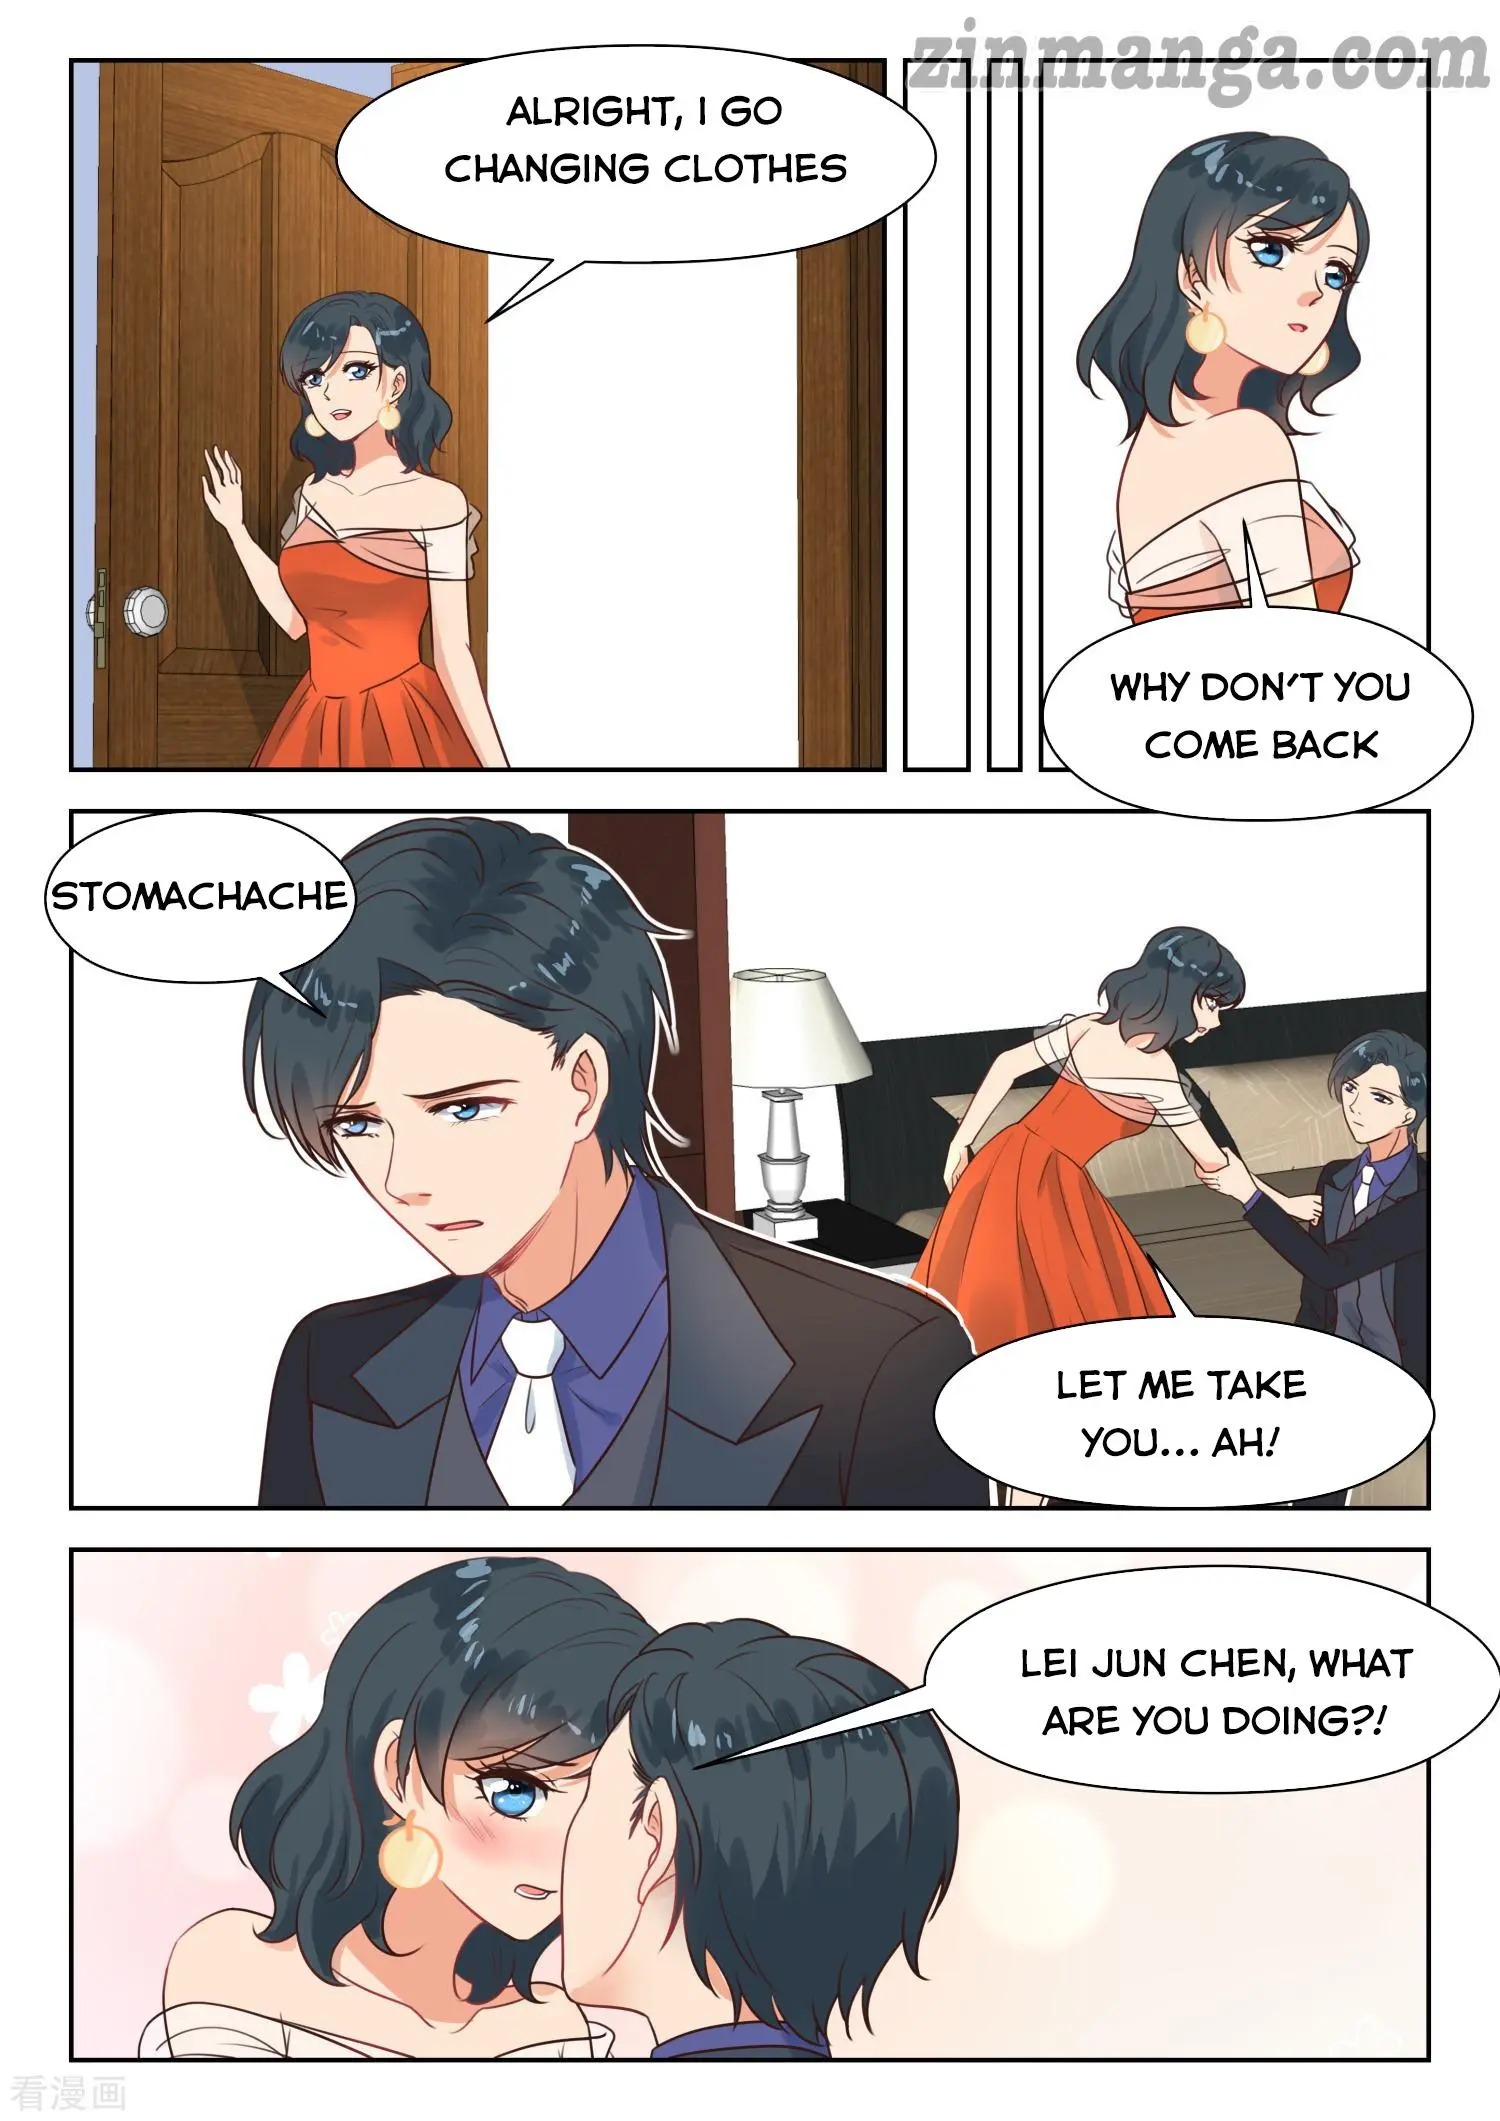 zinmanga.com
ALRIGHT, I GO
CHANGING CLOTHES
WHY DON'T YOU
COME BACK
STOMACHACHE
LET ME TAKE
YOU... AH!
LEI JUN CHEN, WHAT
ARE YOU DOING?!
看漫画